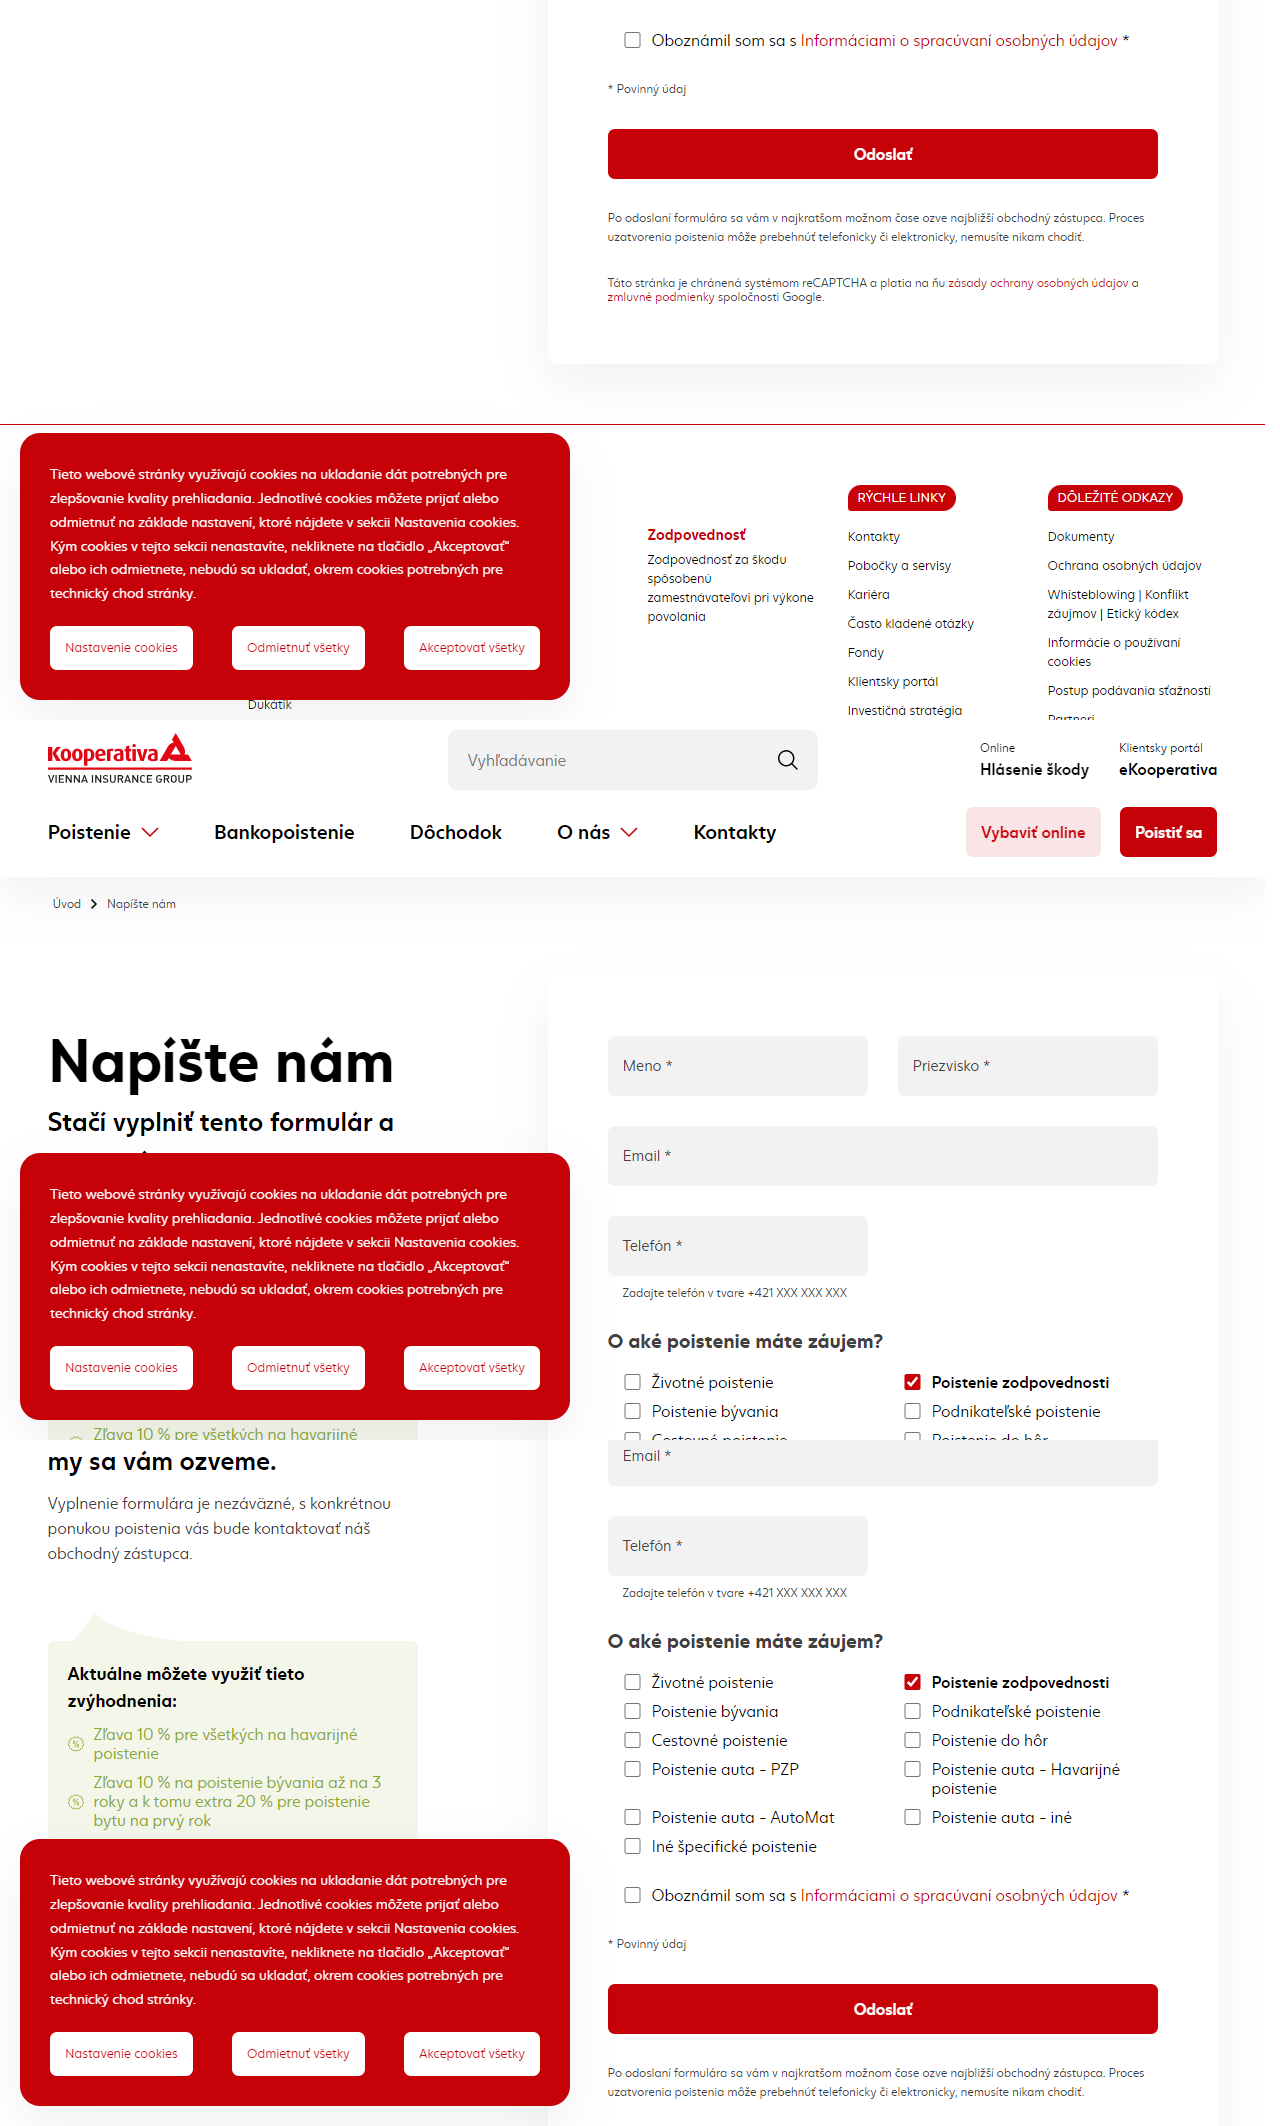 Oboznámil som sa s Informáciami o spracúvaní osobných údajov *
* Povinný údaj
Odoslať
Po odoslaní formulára sa vám v najkratšom možnom čase ozve najbližší obchodný zástupca. Proces
uzatvorenia poistenia môže prebehnúť telefonicky či elektronicky, nemusíte nikam chodiť.
Táto stránka je chránená systémom reCAPTCHA a platia na ňu zásady ochrany osobných údajov a
zmluvné podmienky spoločnosti Google.
Tieto webové stránky využívajú cookies na ukladanie dát potrebných pre
zlepšovanie kvality prehliadania. Jednotlivé cookies môžete prijať alebo
odmietnuť na základe nastavení, ktoré nájdete v sekcii Nastavenia cookies.
Kým cookies v tejto sekcii nenastavíte, nekliknete na tlačidlo „Akceptovať“
alebo ich odmietnete, nebudú sa ukladať, okrem cookies potrebných pre
technický chod stránky.
Nastavenie cookies
Odmietnuť všetky
Akceptovať všetky
Dukátik
Zodpovednosť
Zodpovednosť za škodu
spôsobenú
zamestnávateľovi pri výkone
povolania
RÝCHLE LINKY
Kontakty
Pobočky a servisy
Kariéra
Často kladené otázky
Fondy
Klientsky portál
Investičná stratégia
DÔLEŽITÉ ODKAZY
Dokumenty
Ochrana osobných údajov
Whisteblowing | Konflikt
záujmov | Etický kódex
Informácie o používaní
cookies
Postup podávania sťažností
Partneri
Kooperativa
VIENNA INSURANCE GROUP
Vyhľadávanie
Online
Hlásenie škody
Klientsky portál
eKooperativa
Poistenie
Bankopoistenie
Dôchodok
O nás
Kontakty
Vybaviť online
Poistiť sa
Úvod
Napíšte nám
Napíšte nám
Stačí vyplniť tento formulár a
Meno *
Priezvisko *
Email *
Telefón *
Zadajte telefón v tvare +421 XXX XXX XXX
O aké poistenie máte záujem?
Životné poistenie
Poistenie zodpovednosti
Poistenie bývania
Podnikateľské poistenie
Cestovné poistenie
Poistenie do hôr
Tieto webové stránky využívajú cookies na ukladanie dát potrebných pre
zlepšovanie kvality prehliadania. Jednotlivé cookies môžete prijať alebo
odmietnuť na základe nastavení, ktoré nájdete v sekcii Nastavenia cookies.
Kým cookies v tejto sekcii nenastavíte, nekliknete na tlačidlo „Akceptovať“
alebo ich odmietnete, nebudú sa ukladať, okrem cookies potrebných pre
technický chod stránky.
Nastavenie cookies
Odmietnuť všetky
Akceptovať všetky
Zľava 10 % pre všetkých na havarijné
my sa vám ozveme.
Vyplnenie formulára je nezáväzné, s konkrétnou
ponukou poistenia vás bude kontaktovať náš
obchodný zástupca.
Aktuálne môžete využiť tieto
zvýhodnenia:
Zľava 10 % pre všetkých na havarijné
poistenie
Zľava 10 % na poistenie bývania až na 3
roky a k tomu extra 20 % pre poistenie
bytu na prvý rok
Email *
Telefón *
Zadajte telefón v tvare +421 XXX XXX XXX
O aké poistenie máte záujem?
Životné poistenie
Poistenie zodpovednosti
Poistenie bývania
Podnikateľské poistenie
Cestovné poistenie
Poistenie do hôr
Poistenie auta - PZP
Poistenie auta - Havarijné
poistenie
Poistenie auta - AutoMat
Poistenie auta - iné
Iné špecifické poistenie
Oboznámil som sa s Informáciami o spracúvaní osobných údajov *
* Povinný údaj
Odoslať
Po odoslaní formulára sa vám v najkratšom možnom čase ozve najbližší obchodný zástupca. Proces
uzatvorenia poistenia môže prebehnúť telefonicky či elektronicky, nemusíte nikam chodiť.
Tieto webové stránky využívajú cookies na ukladanie dát potrebných pre
zlepšovanie kvality prehliadania. Jednotlivé cookies môžete prijať alebo
odmietnuť na základe nastavení, ktoré nájdete v sekcii Nastavenia cookies.
Kým cookies v tejto sekcii nenastavíte, nekliknete na tlačidlo „Akceptovať“
alebo ich odmietnete, nebudú sa ukladať, okrem cookies potrebných pre
technický chod stránky.
Nastavenie cookies
Odmietnuť všetky
Akceptovať všetky